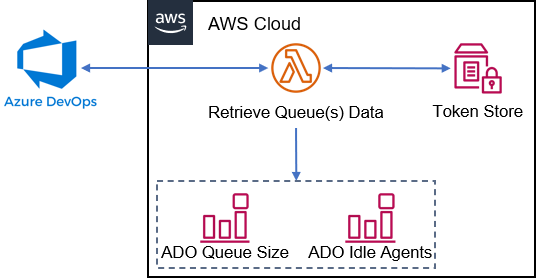 aws
AWS Cloud
Azure DevOps
Retrieve Queue(s) Data
Token Store
ADO Queue Size
ADO Idle Agents